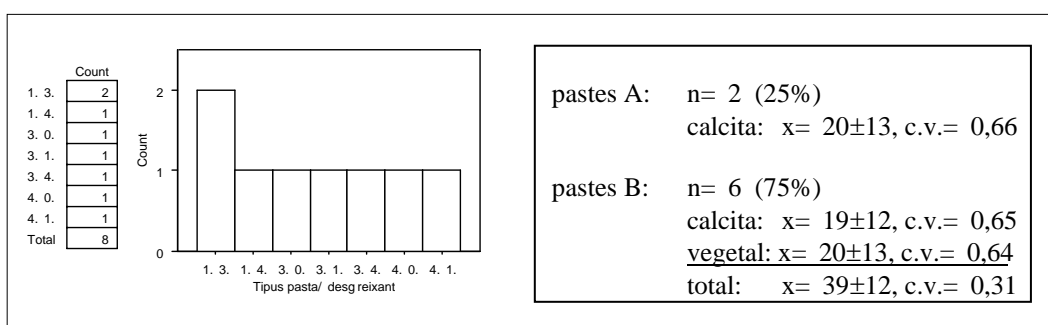 Count
1. 3. 2
1. 4. 1
3. 0. 1
3. 1. 1
3. 4. 1
4. 0. 1
4. 1. 1
Total 8
Count
2
1
0
1. 3. 1. 4. 3. 0. 3. 1. 3. 4. 4. 0. 4. 1.
Tipus pasta/ desg reixant
pastes A: n= 2 (25%)
calcita: x= 20±13, c.v.= 0,66
pastes B: n= 6 (75%)
calcita: x= 19±12, c.v.= 0,65
vegetal: x= 20±13, c.v.= 0,64
total: x= 39±12, c.v.= 0,31